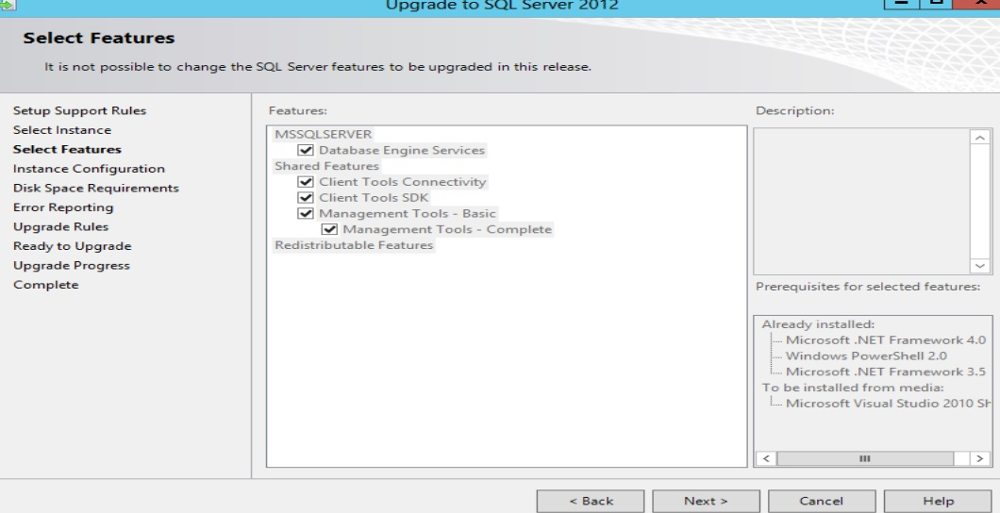 Upgrade to SQL Server 2012
Select Features
It is not possible to change the SQL Server features to be upgraded in this release.
Setup Support Rules
Select Instance
Select Features
Instance Configuration
Disk Space Requirements
Error Reporting
Upgrade Rules
Ready to Upgrade
Upgrade Progress
Complete
Features:
MSSQLSERVER
Database Engine Services
Shared Features
Client Tools Connectivity
Client Tools SDK
Management Tools - Basic
Management Tools - Complete
Redistributable Features
Description:
Prerequisites for selected features:
Already installed:
Microsoft .NET Framework 4.0
Windows PowerShell 2.0
Microsoft .NET Framework 3.5
To be installed from media:
Microsoft Visual Studio 2010 Sh
< Back
Next >
Cancel
Help